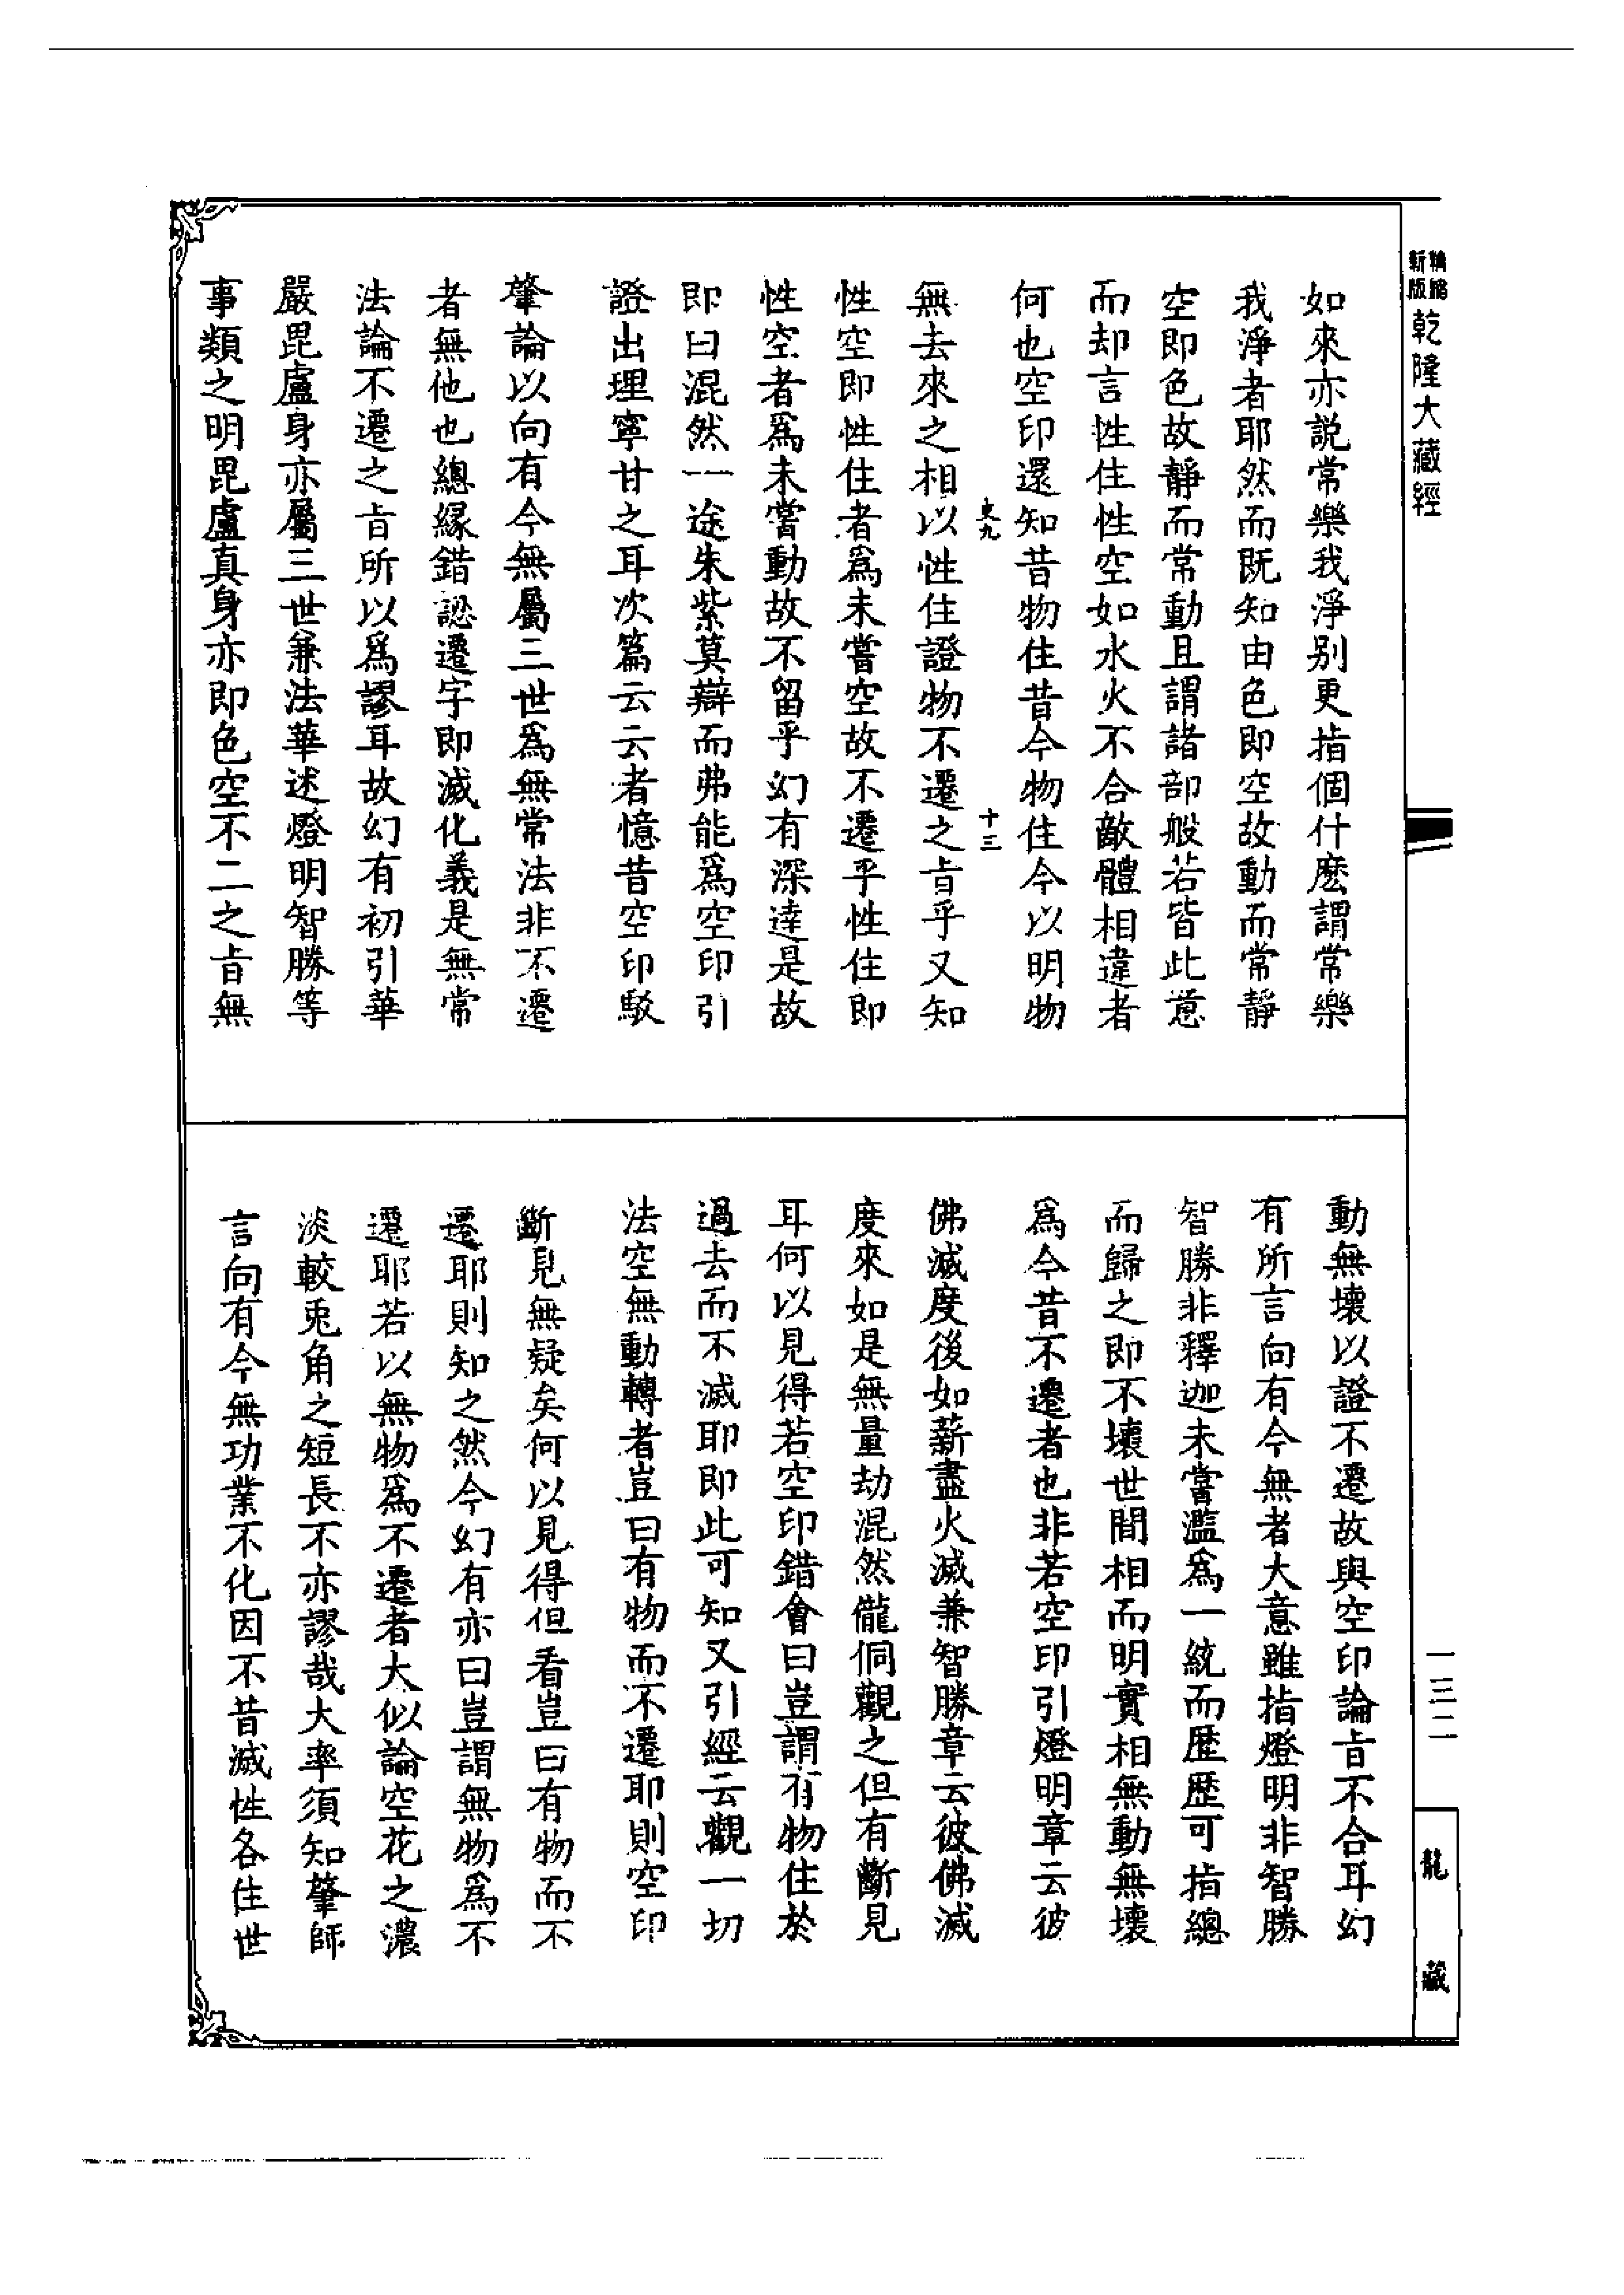 新版
鞴鵬
乾隆大藏經
如來亦説常樂我淨别更指個什麽謂常樂
我淨者耶然而既知由色即空故動而常靜
空即色故靜而常動且謂諸部般若皆此意
而却言性住性空如水火不合敵體相違者
何也空印還知昔物住昔今物住今以明物
史九
十三
無去來之相以性住證物不遷之㫖乎又知
性空即性住者爲未嘗空故不遷乎性住即
性空者爲未嘗動故不留乎幻有深達是故
即曰混然一途朱紫莫辯而弗能爲空印引
證出理寧甘之耳次篇云云者憶昔空印駁
肇論以向有今無屬三世爲無常法非不遷
者無他也總緣錯認遷字即滅化義是無常
法論不遷之㫖所以爲謬耳故幻有初引華
嚴毘盧身亦屬三世兼法華述燈明智勝等
事類之明毘盧真身亦即色空不二之㫖無
動無壞以證不遷故與空印論㫖不合耳幻
有所言向有今無者大意雖指燈明非智勝
智勝非釋迦未嘗濫爲一統而歷歷可指總
而歸之即不壞世間相而明實相無動無壞
爲今昔不遷者也非若空印引燈明章云彼
佛滅度後如薪盡火滅兼智勝章云彼佛滅
度來如是無量劫混然儱侗觀之但有斷見
耳何以見得若空印錯會曰豈謂有物住於
過去而不滅耶即此可知又引經云觀一切
法空無動轉者豈曰有物而不遷耶則空印
斷見無疑矣何以見得但看豈曰有物而不
遷耶則知之然今幻有亦曰豈謂無物爲不
遷耶若以無物爲不遷者大似論空花之濃
淡較兎角之短長不亦謬哉大率須知肇師
言向有今無功業不化因不昔滅性各住世
一三二
龍藏